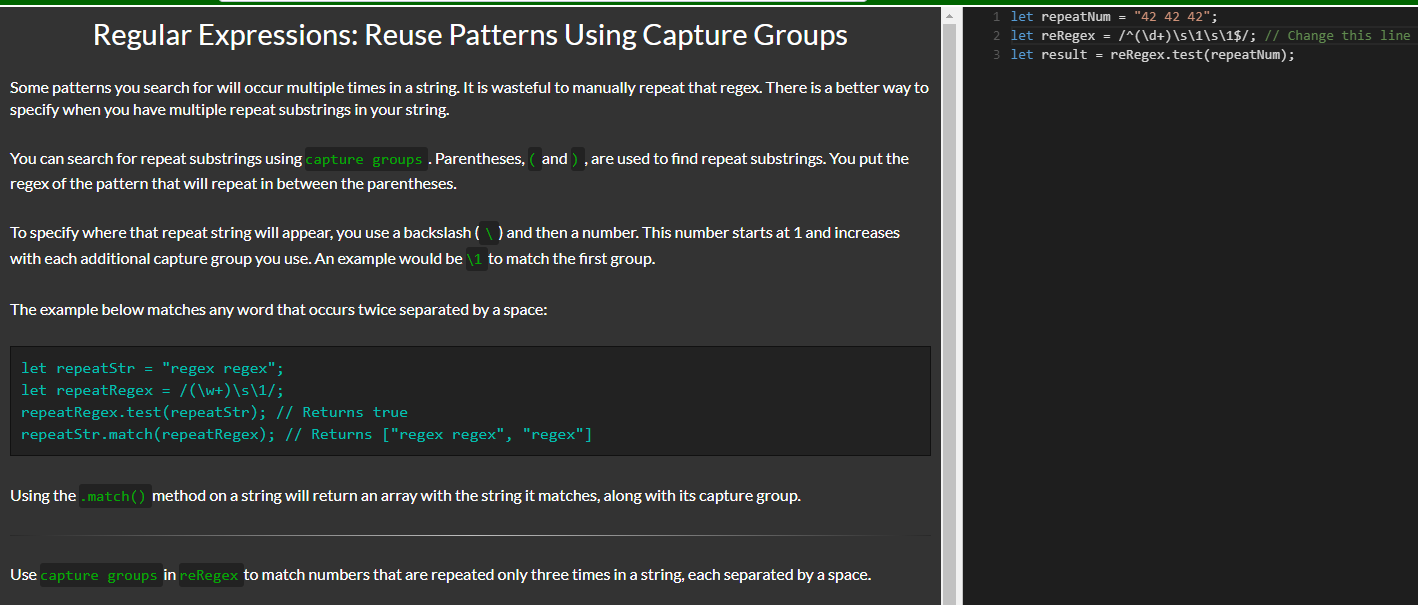 Regular Expressions: Reuse Patterns Using Capture Groups
Some patterns you search for will occur multiple times in a string. It is wasteful to manually repeat that regex. There is a better way to
specify when you have multiple repeat substrings in your string.
You can search for repeat substrings using capture groups . Parentheses, ( and ) , are used to find repeat substrings. You put the
regex of the pattern that will repeat in between the parentheses.
To specify where that repeat string will appear, you use a backslash ( \ ) and then a number. This number starts at 1 and increases
with each additional capture group you use. An example would be \1 to match the first group.
The example below matches any word that occurs twice separated by a space:
let repeatStr = "regex regex";
let repeatRegex = /(\w+)\s\1/;
repeatRegex.test(repeatStr); // Returns true
repeatStr.match(repeatRegex); // Returns ["regex regex", "regex"]
Using the .match() method on a string will return an array with the string it matches, along with its capture group.
Use capture groups in reRegex to match numbers that are repeated only three times in a string, each separated by a space.
1 let repeatNum = "42 42 42";
2 let reRegex = /^(\d+)\s\1\s\1$/; // Change this line
3 let result = reRegex.test(repeatNum);